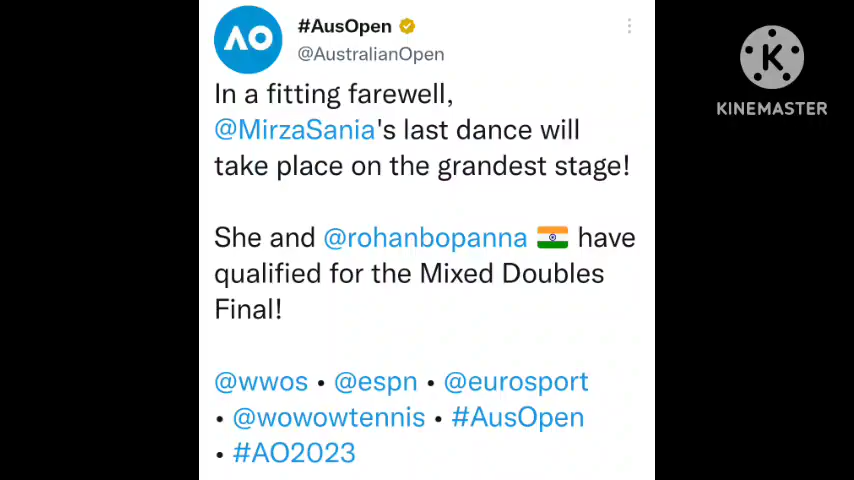 AO
#AusOpen
@AustralianOpen
In a fitting farewell,
@MirzaSania's last dance will
take place on the grandest stage!
She and @rohanbopanna 🇮🇳 have
qualified for the Mixed Doubles
Final!
@wwos • @espn • @eurosport
• @wowowtennis • #AusOpen
• #AO2023
K
KINEMASTER